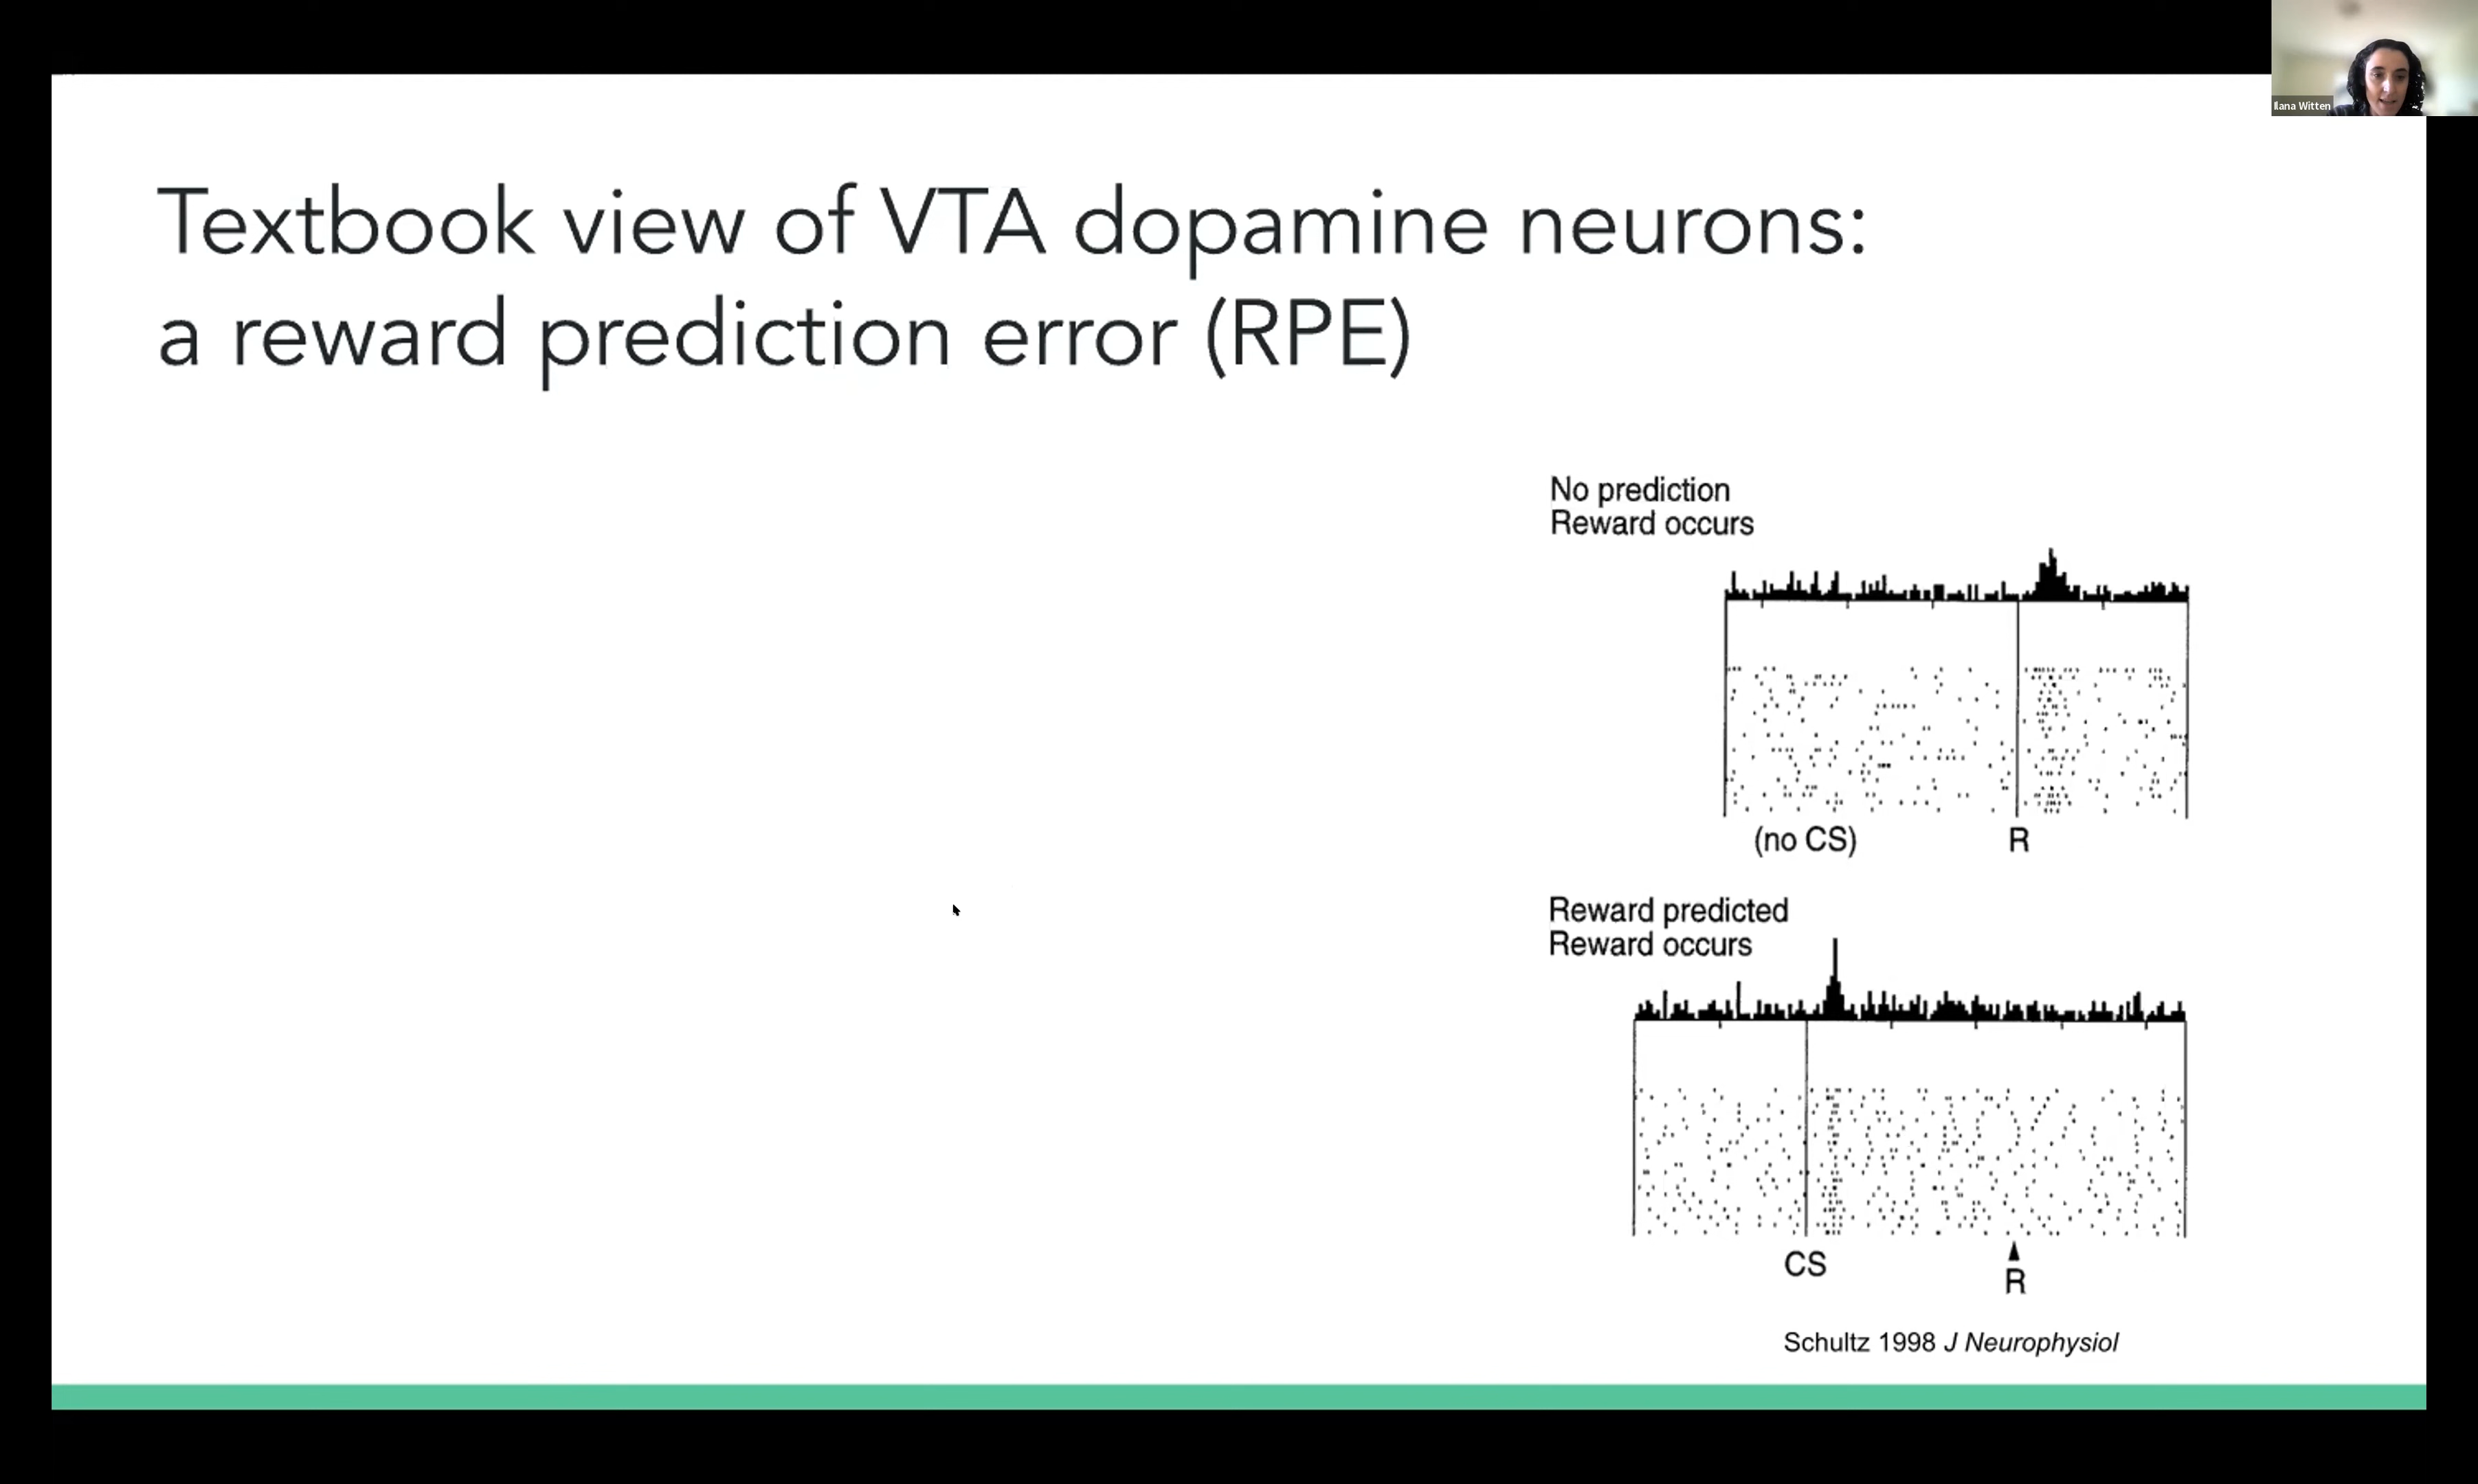 Ilana Witten
Textbook view of VTA dopamine neurons:
a reward prediction error (RPE)
No prediction
Reward occurs
(no CS)
R
Reward predicted
Reward occurs
CS
R
Schultz 1998 J Neurophysiol